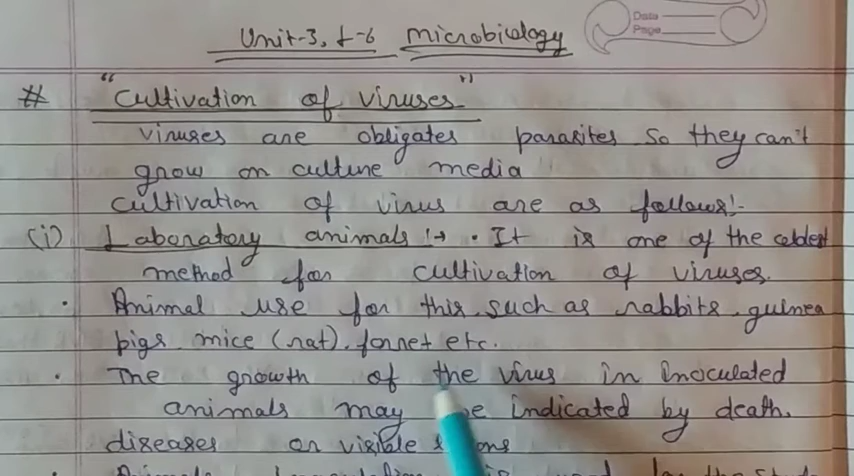 Data
Page
Unit-3, L-6 Microbiology
# "Cultivation of viruses"
viruses are obligates parasites so they can't
grow on culture media
cultivation of virus are as follows:-
(i) Laboratory animals :→ • It is one of the oldest
method for cultivation of viruses.
• Animal use for this such as rabbits, guinea
pigs, mice (rat), forret etc.
• The growth of the virus in inoculated
animals may be indicated by death,
diseases or visible